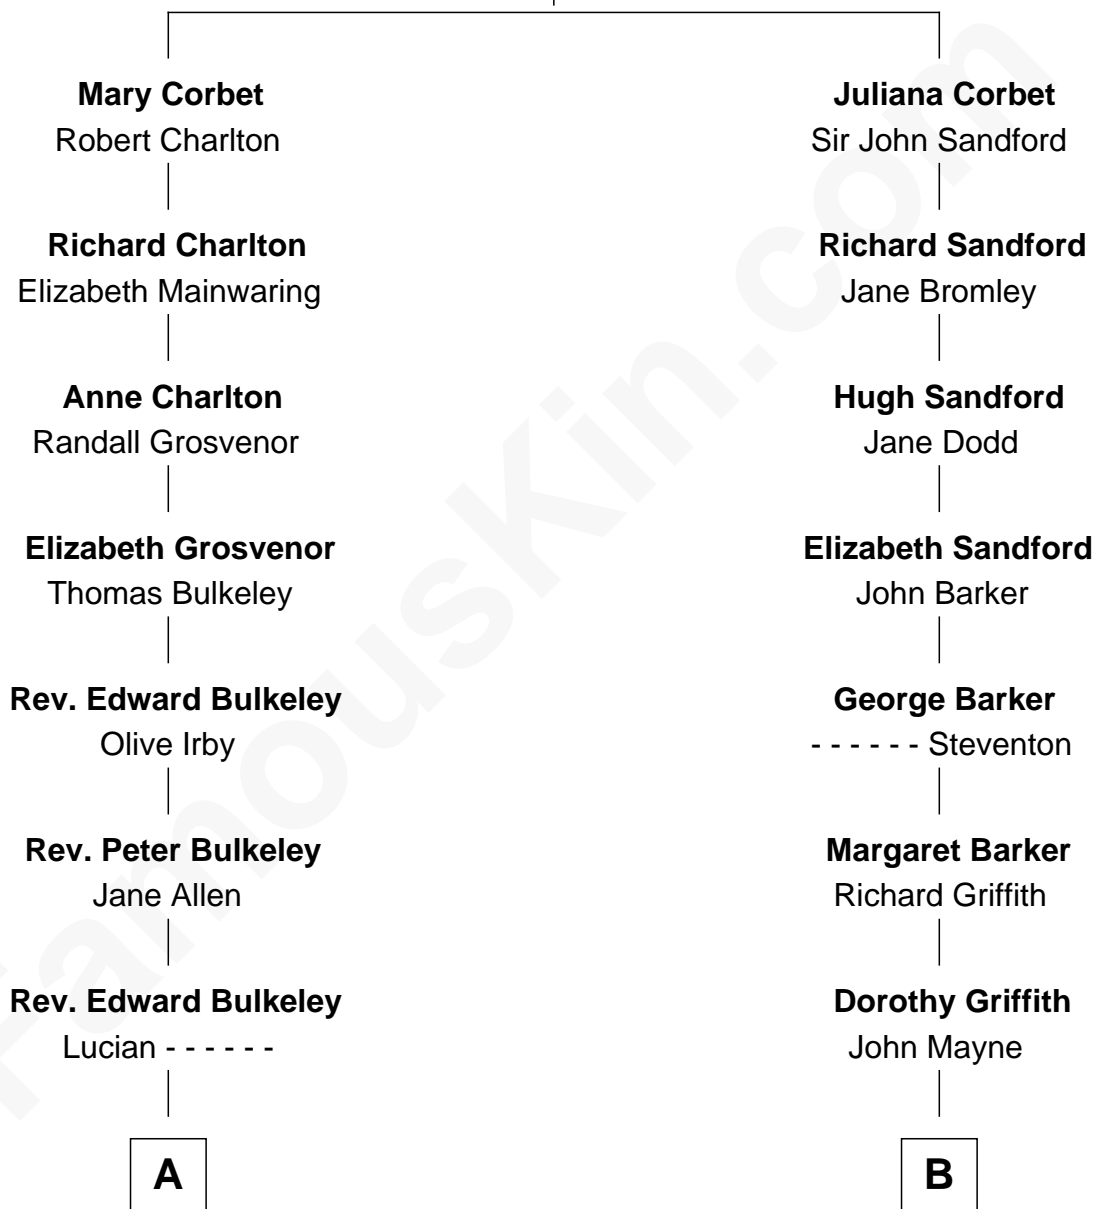 Mary Corbet
Robert Charlton
Richard Charlton
Elizabeth Mainwaring
Anne Charlton
Randall Grosvenor
Elizabeth Grosvenor
Thomas Bulkeley
Rev. Edward Bulkeley
Olive Irby
Rev. Peter Bulkeley
Jane Allen
Rev. Edward Bulkeley
Lucian - - - - - -
A
Juliana Corbet
Sir John Sandford
Richard Sandford
Jane Bromley
Hugh Sandford
Jane Dodd
Elizabeth Sandford
John Barker
George Barker
- - - - - - Steventon
Margaret Barker
Richard Griffith
Dorothy Griffith
John Mayne
B
FamousKin.com